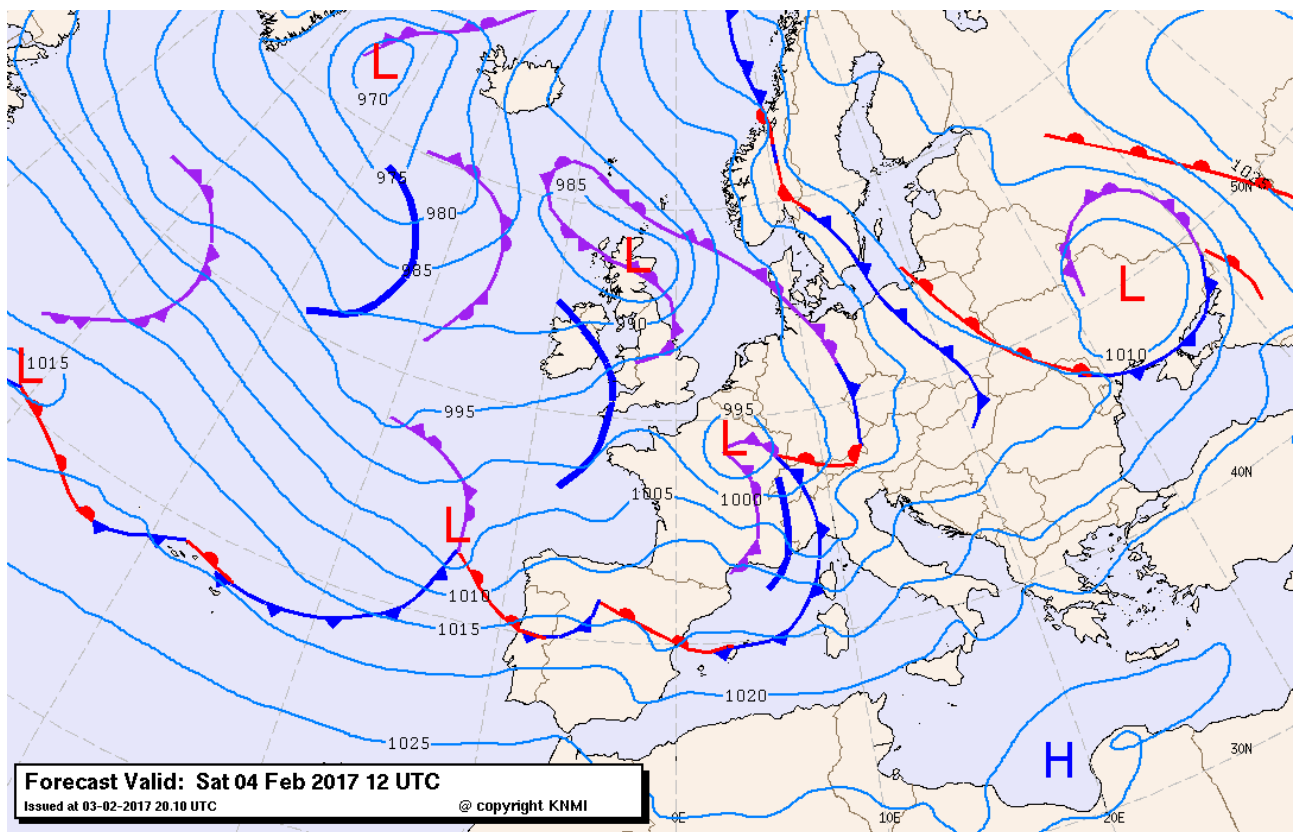 L
970
975
980
985
985
L
990
L
1015
995
L
995
1000
1005
L
1010
1015
1020
1025
L
1010
H
50N
40N
30N
0E
10E
20E
Forecast Valid: Sat 04 Feb 2017 12 UTC
Issued at 03-02-2017 20.10 UTC @ copyright KNMI